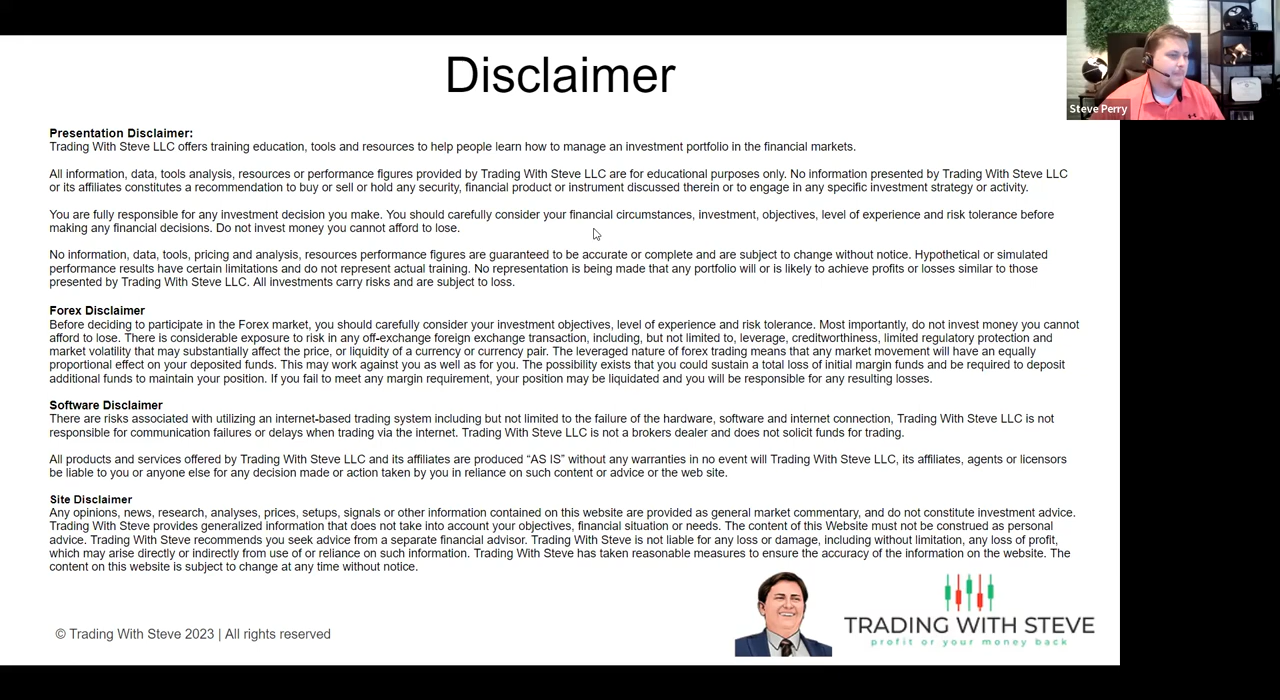 Disclaimer
Steve Perry
Presentation Disclaimer:
Trading With Steve LLC offers training education, tools and resources to help people learn how to manage an investment portfolio in the financial markets.
All information, data, tools analysis, resources or performance figures provided by Trading With Steve LLC are for educational purposes only. No information presented by Trading With Steve LLC
or its affiliates constitutes a recommendation to buy or sell or hold any security, financial product or instrument discussed therein or to engage in any specific investment strategy or activity.
You are fully responsible for any investment decision you make. You should carefully consider your financial circumstances, investment, objectives, level of experience and risk tolerance before
making any financial decisions. Do not invest money you cannot afford to lose.
No information, data, tools, pricing and analysis, resources performance figures are guaranteed to be accurate or complete and are subject to change without notice. Hypothetical or simulated
performance results have certain limitations and do not represent actual training. No representation is being made that any portfolio will or is likely to achieve profits or losses similar to those
presented by Trading With Steve LLC. All investments carry risks and are subject to loss.
Forex Disclaimer
Before deciding to participate in the Forex market, you should carefully consider your investment objectives, level of experience and risk tolerance. Most importantly, do not invest money you cannot
afford to lose. There is considerable exposure to risk in any off-exchange foreign exchange transaction, including, but not limited to, leverage, creditworthiness, limited regulatory protection and
market volatility that may substantially affect the price, or liquidity of a currency or currency pair. The leveraged nature of forex trading means that any market movement will have an equally
proportional effect on your deposited funds. This may work against you as well as for you. The possibility exists that you could sustain a total loss of initial margin funds and be required to deposit
additional funds to maintain your position. If you fail to meet any margin requirement, your position may be liquidated and you will be responsible for any resulting losses.
Software Disclaimer
There are risks associated with utilizing an internet-based trading system including but not limited to the failure of the hardware, software and internet connection, Trading With Steve LLC is not
responsible for communication failures or delays when trading via the internet. Trading With Steve LLC is not a brokers dealer and does not solicit funds for trading.
All products and services offered by Trading With Steve LLC and its affiliates are produced “AS IS” without any warranties in no event will Trading With Steve LLC, its affiliates, agents or licensors
be liable to you or anyone else for any decision made or action taken by you in reliance on such content or advice or the web site.
Site Disclaimer
Any opinions, news, research, analyses, prices, setups, signals or other information contained on this website are provided as general market commentary, and do not constitute investment advice.
Trading With Steve provides generalized information that does not take into account your objectives, financial situation or needs. The content of this Website must not be construed as personal
advice. Trading With Steve recommends you seek advice from a separate financial advisor. Trading With Steve is not liable for any loss or damage, including without limitation, any loss of profit,
which may arise directly or indirectly from use of or reliance on such information. Trading With Steve has taken reasonable measures to ensure the accuracy of the information on the website. The
content on this website is subject to change at any time without notice.
© Trading With Steve 2023 | All rights reserved
TRADING WITH STEVE
profit or your money back